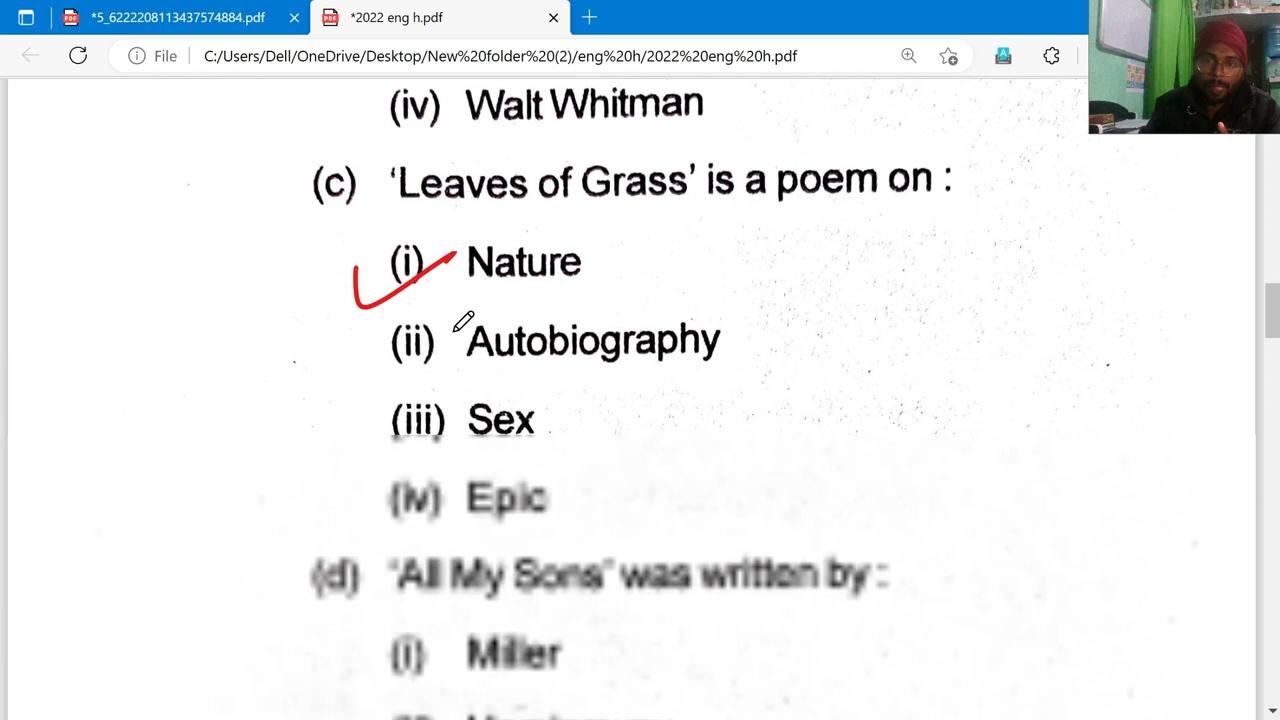 *5_6222208113437574884.pdf
*2022 eng h.pdf
File
C:/Users/Dell/OneDrive/Desktop/New%20folder%20(2)/eng%20h/2022%20eng%20h.pdf
(iv) Walt Whitman
(c) 'Leaves of Grass' is a poem on :
(i) Nature
(ii) Autobiography
(iii) Sex
(iv) Epic
(d) 'All My Sons' was written by :
(i) Miller